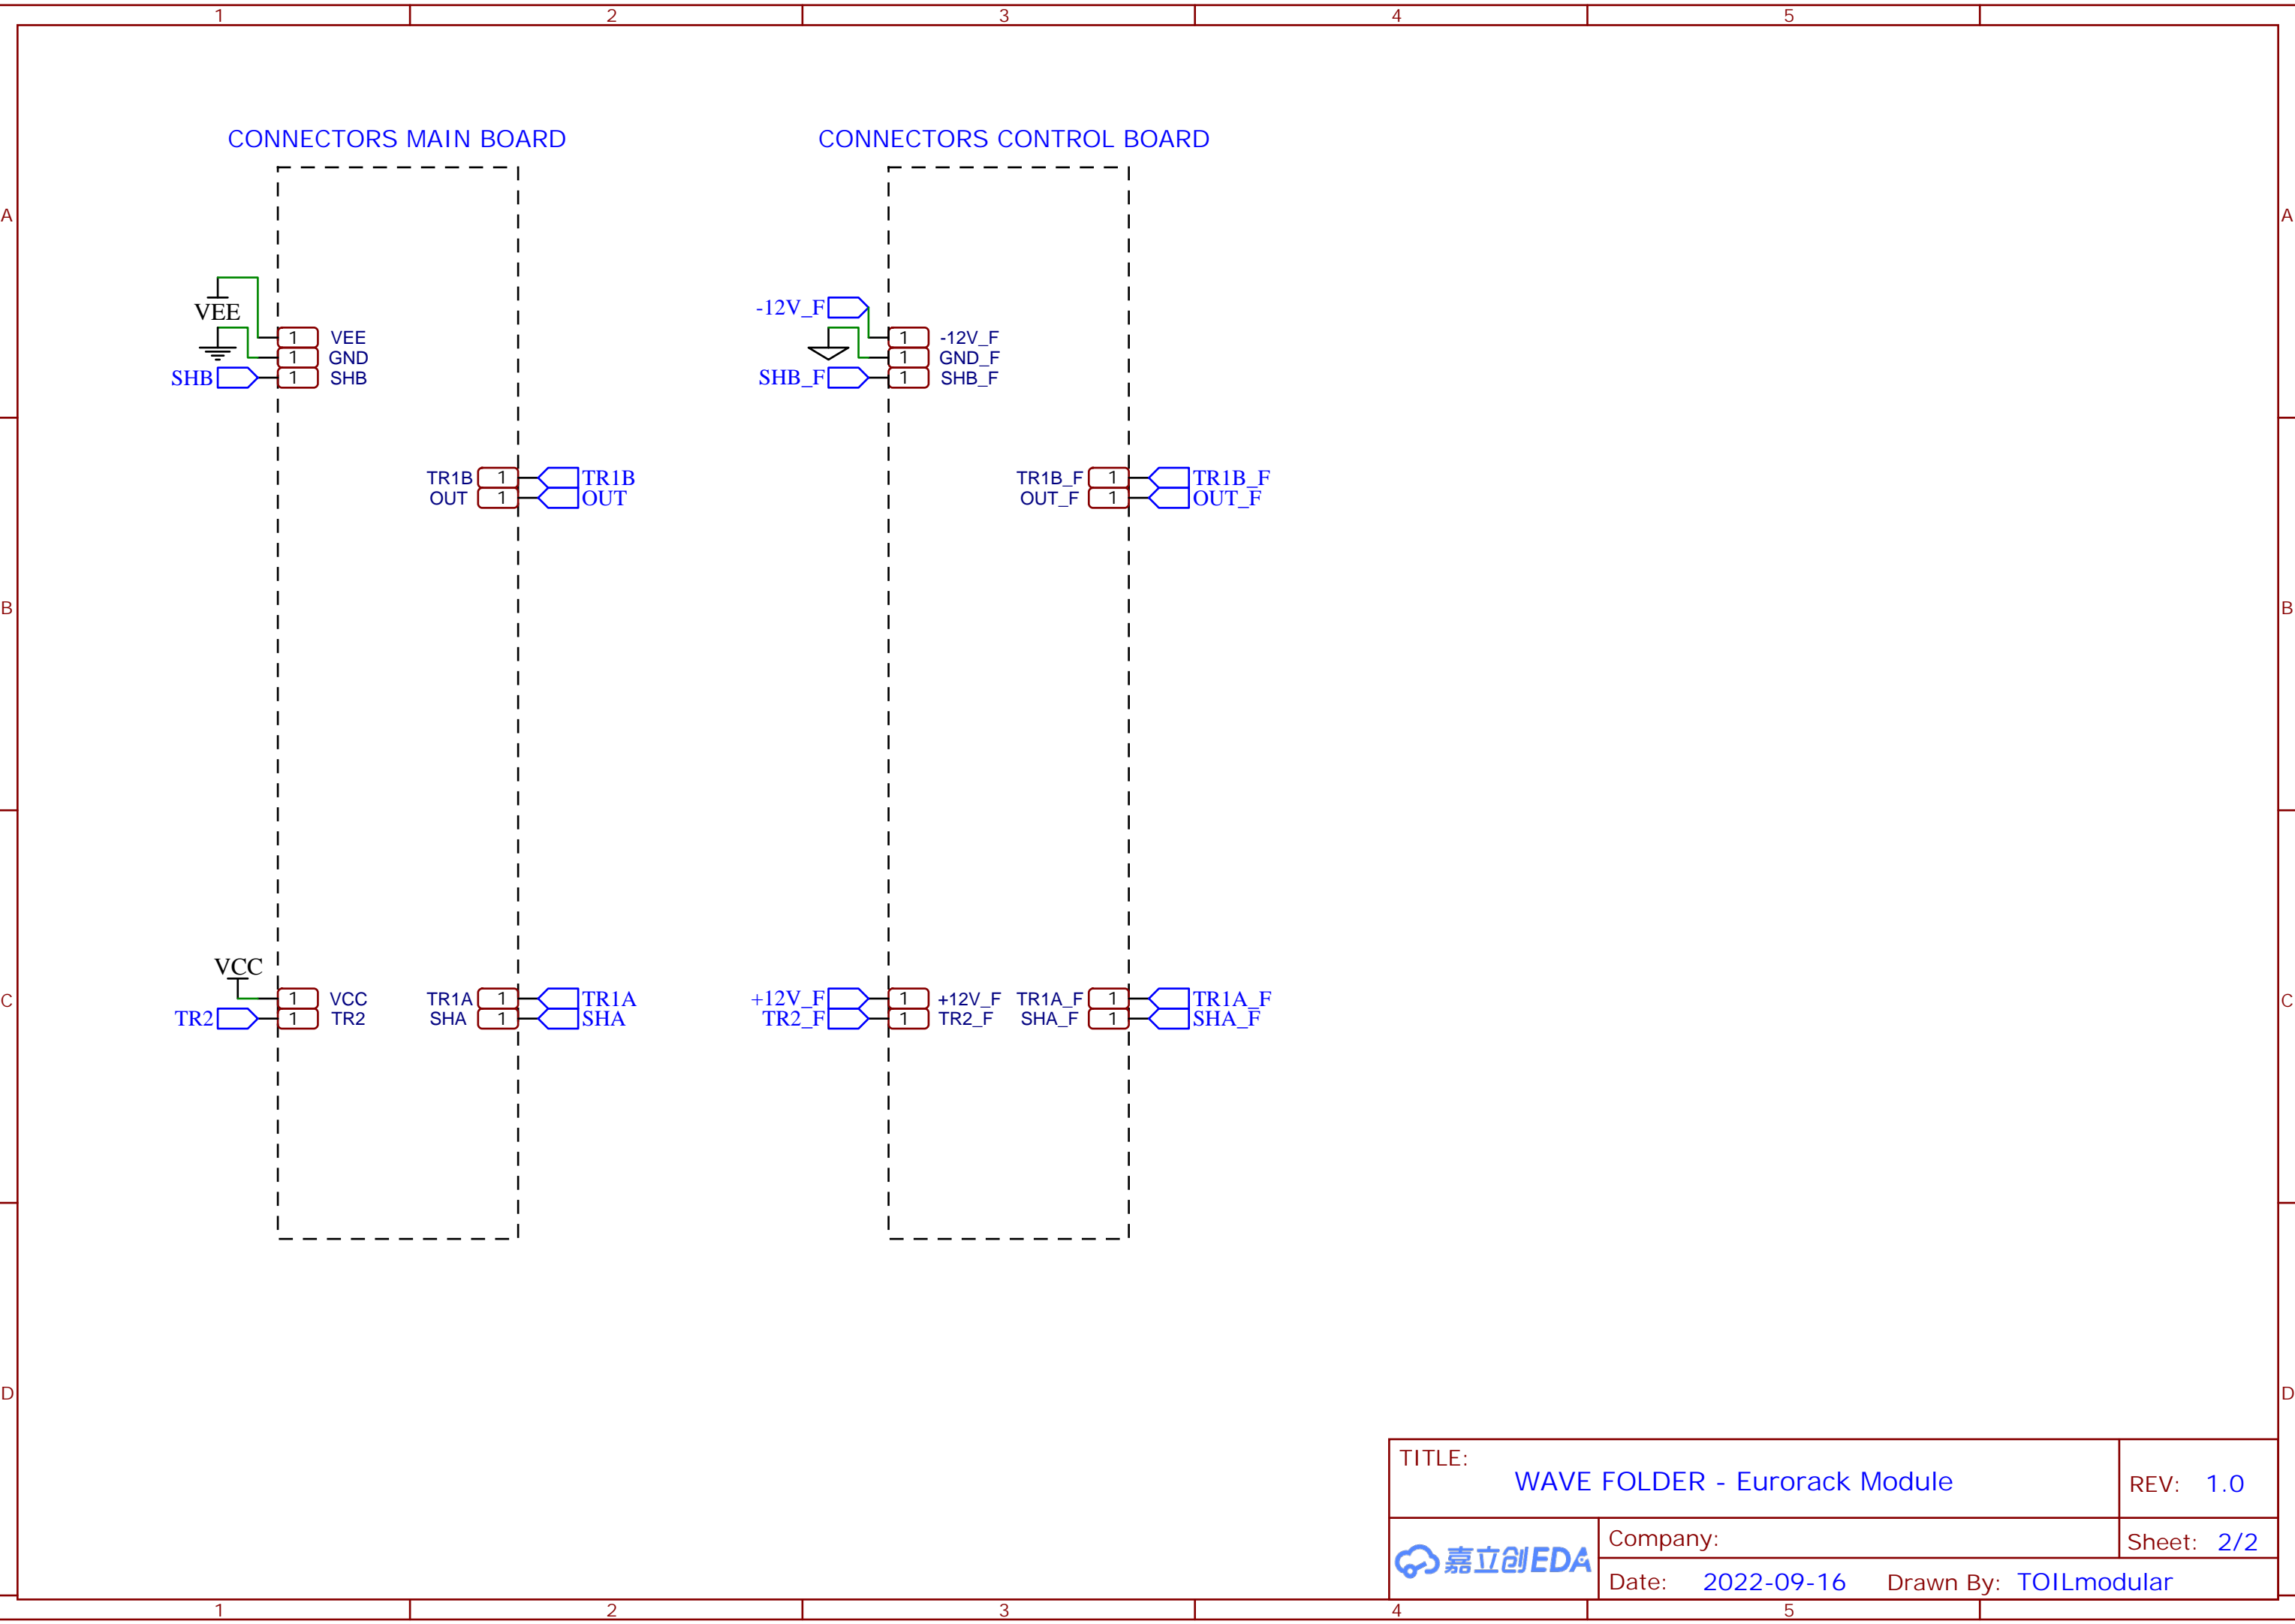 1 2 3 4 5
CONNECTORS MAIN BOARD CONNECTORS CONTROL BOARD
A A
VEE -12V_F
1 VEE 1 -12V_F
1 GND 1 GND_F
SHB 1 SHB SHB_F 1 SHB_F
TR1B 1 TR1B TR1B_F 1 TR1B_F
OUT 1 OUT OUT_F 1 OUT_F
B B
VCC
1 VCC TR1A 1 TR1A +12V_F 1 +12V_F TR1A_F 1 TR1A_F
C C
TR2 1 TR2 SHA 1 SHA TR2_F 1 TR2_F SHA_F 1 SHA_F
D D
TITLE:
WAVE FOLDER - Eurorack Module
REV: 1.0
嘉立创EDA
Company:
Sheet: 2/2
Date: 2022-09-16 Drawn By: TOILmodular
1 2 3 4 5